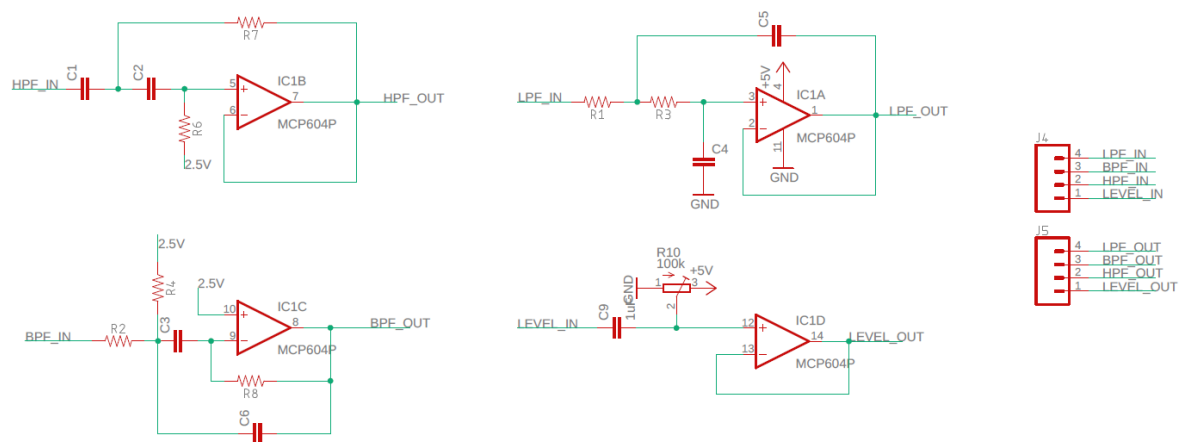 R7
HPF_IN
C1
C2
5
+
6
-
7
IC1B
MCP604P
HPF_OUT
R6
2.5V
C5
LPF_IN
R1
R3
3
+
2
-
+5V
4
1
11
IC1A
MCP604P
LPF_OUT
C4
GND
GND
J4
4 LPF_IN
3 BPF_IN
2 HPF_IN
1 LEVEL_IN
J5
4 LPF_OUT
3 BPF_OUT
2 HPF_OUT
1 LEVEL_OUT
2.5V
R4
2.5V
BPF_IN
R2
C3
10
+
9
-
8
IC1C
MCP604P
BPF_OUT
R8
C6
R10
100k
GND
1
3
+5V
2
LEVEL_IN
C9
1uF
12
+
13
-
14
IC1D
MCP604P
LEVEL_OUT